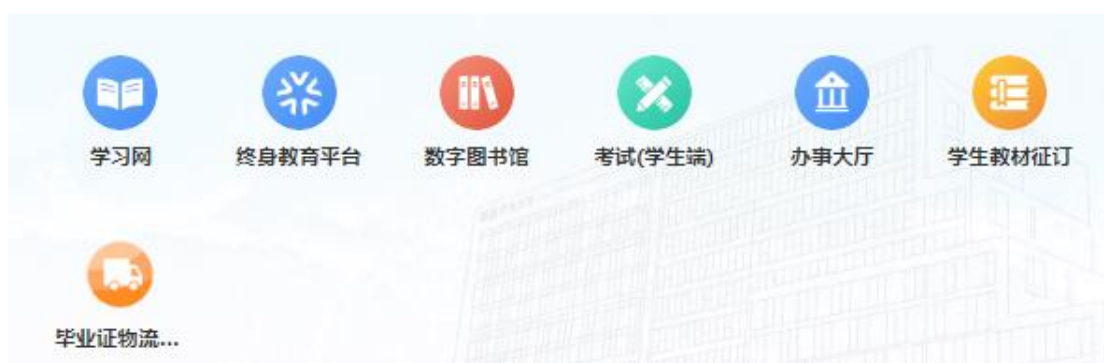 学习网
终身教育平台
数字图书馆
考试(学生端)
办事大厅
学生教材征订
毕业证物流...